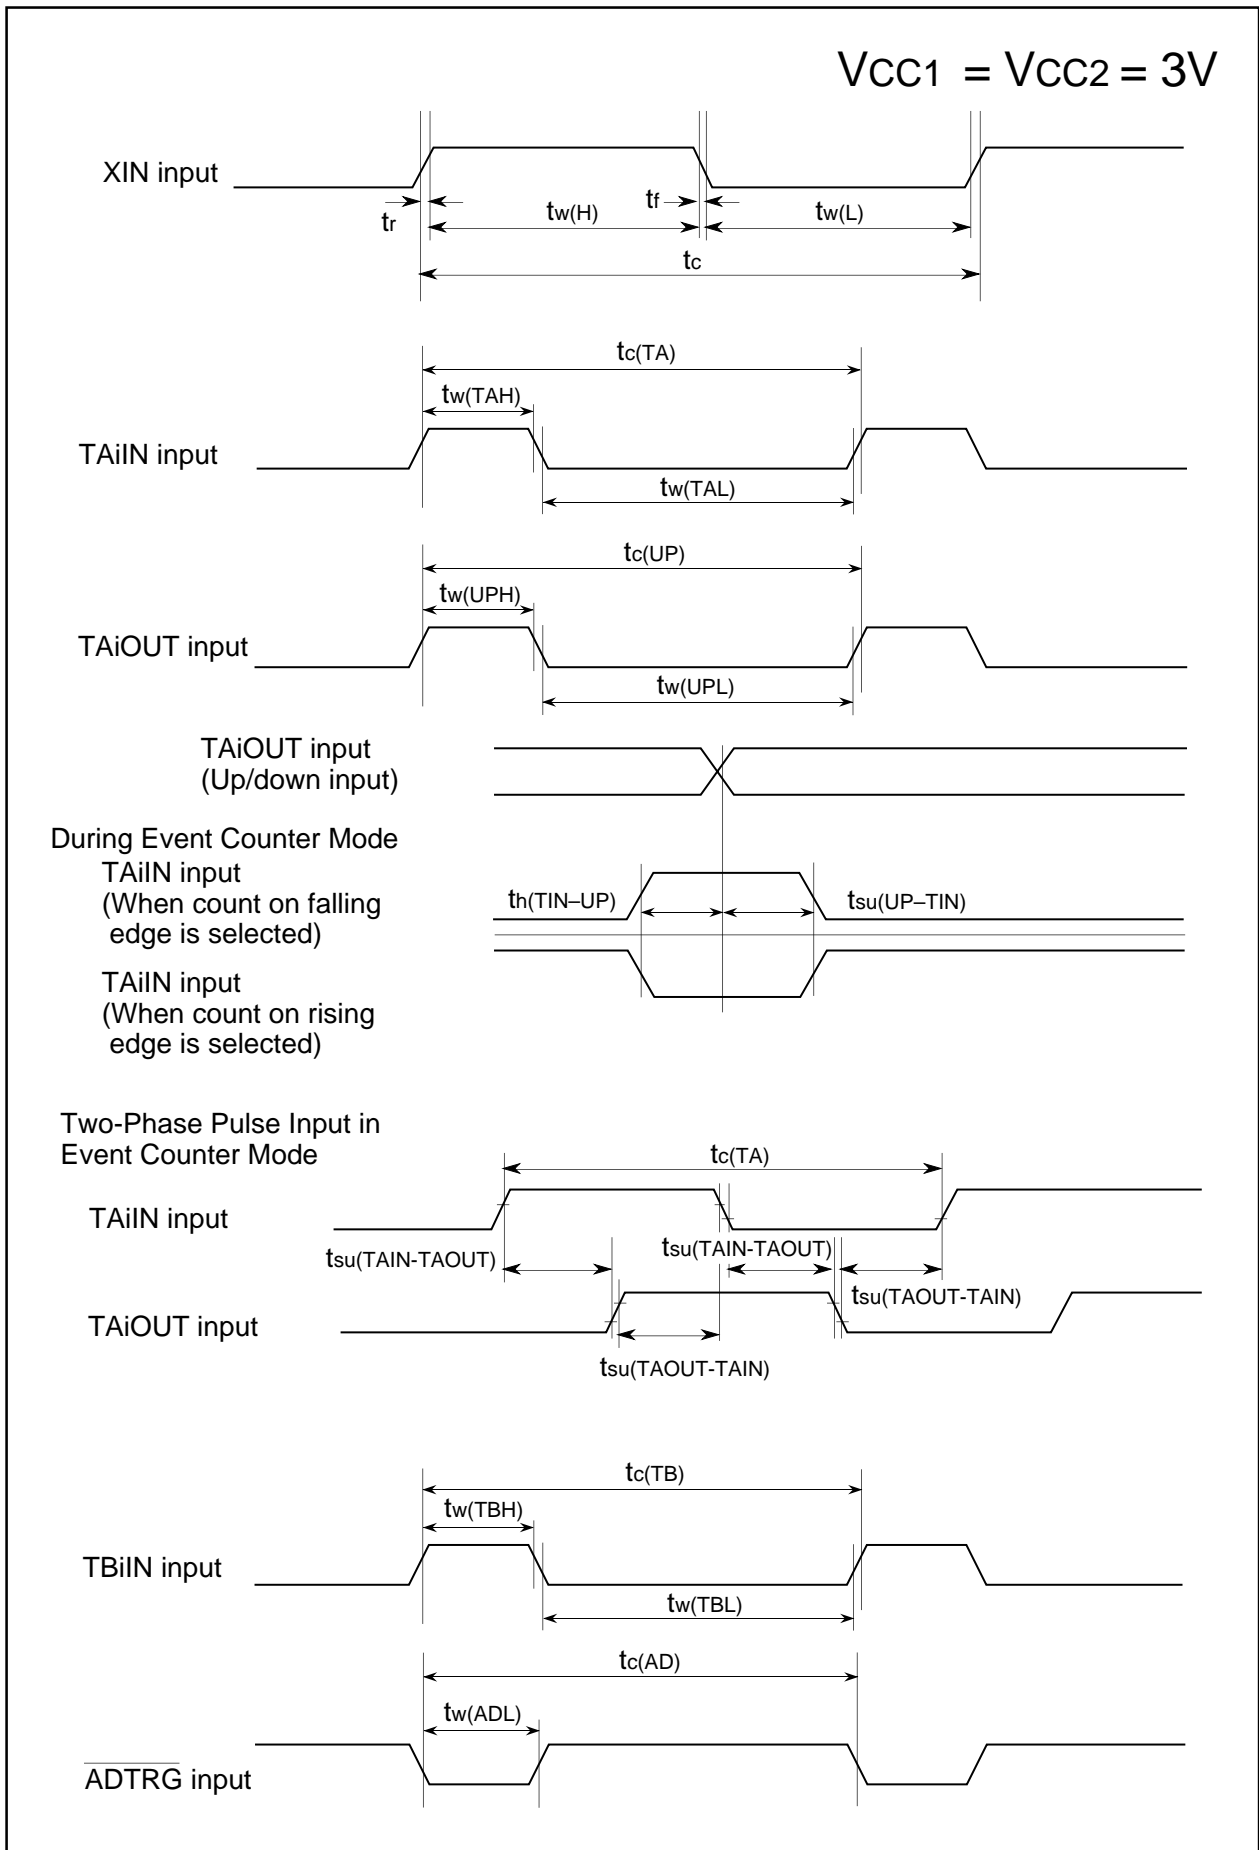 VCC1 = VCC2 = 3V
XIN input
tr
tw(H)
tf
tw(L)
tc
tc(TA)
tw(TAH)
TAiIN input
tw(TAL)
tc(UP)
tw(UPH)
TAiOUT input
tw(UPL)
TAiOUT input
(Up/down input)
During Event Counter Mode
TAiIN input
(When count on falling
edge is selected)
th(TIN–UP)
tsu(UP–TIN)
TAiIN input
(When count on rising
edge is selected)
Two-Phase Pulse Input in
Event Counter Mode
tc(TA)
TAiIN input
tsu(TAIN-TAOUT)
tsu(TAIN-TAOUT)
tsu(TAOUT-TAIN)
TAiOUT input
tsu(TAOUT-TAIN)
tc(TB)
tw(TBH)
TBiIN input
tw(TBL)
tc(AD)
tw(ADL)
ADTRG input